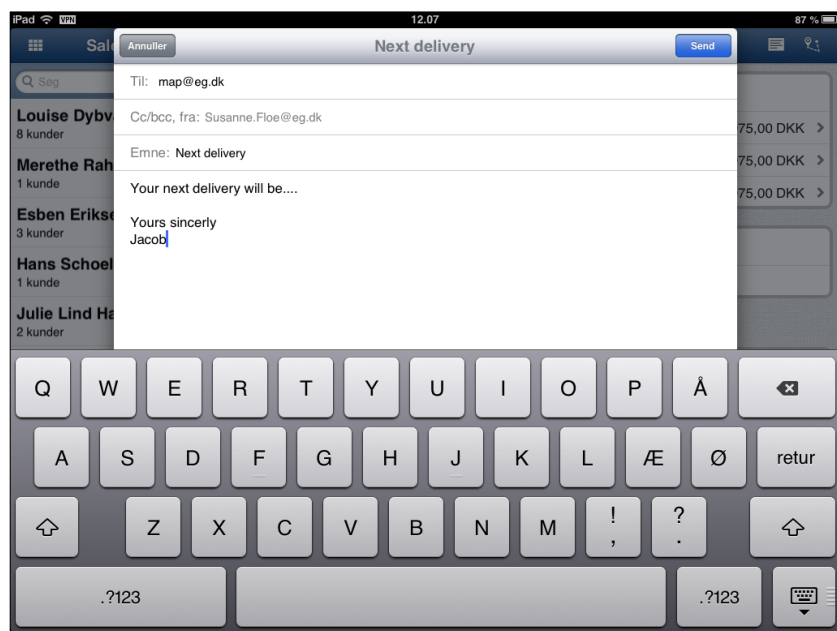 iPad VPN 12.07 87 %
Sale
Annuller Next delivery Send
Søg
Til: map@eg.dk
Louise Dybv
8 kunder
Cc/bcc, fra: Susanne.Floe@eg.dk
75,00 DKK
Emne: Next delivery
Merethe Rah
1 kunde
75,00 DKK
Your next delivery will be....
75,00 DKK
Esben Erikse
3 kunder
Yours sincerly
Jacob
Hans Schoel
1 kunde
Julie Lind Ha
2 kunder
Q W E R T Y U I O P Å
A S D F G H J K L Æ Ø retur
Z X C V B N M ! , ? .
.?123 .?123